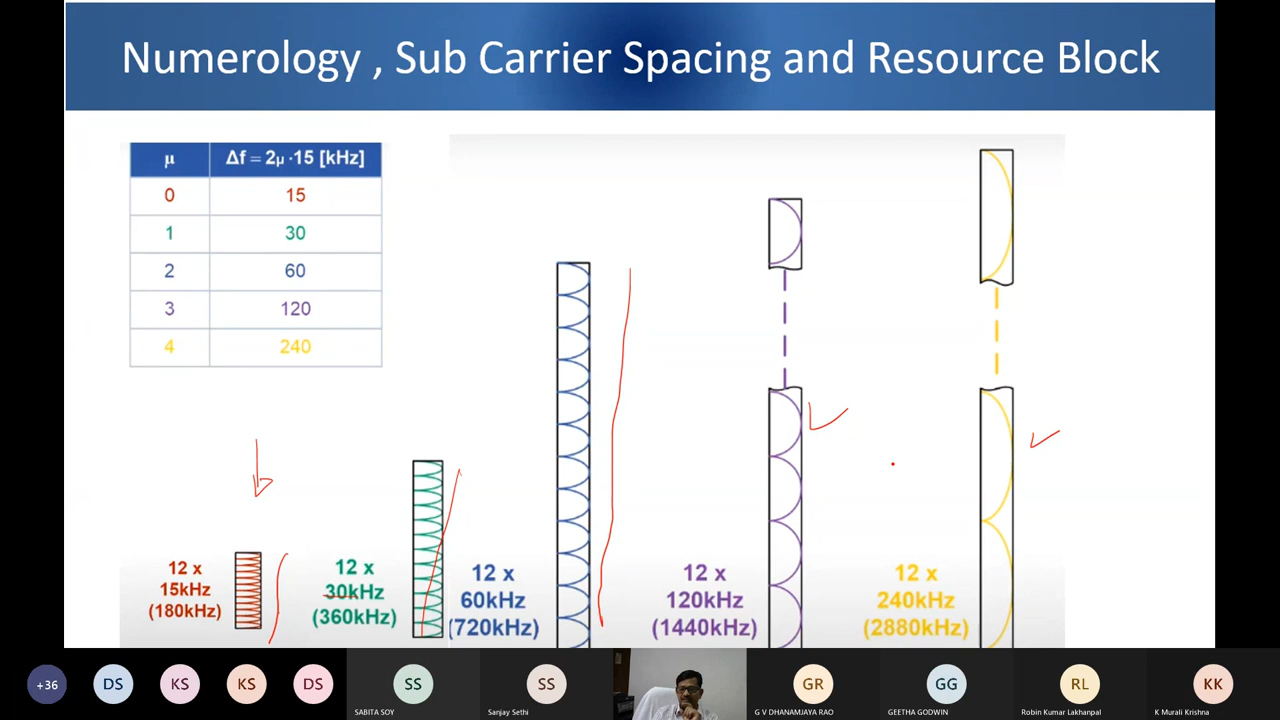 Numerology , Sub Carrier Spacing and Resource Block
μ Δf = 2μ ·15 [kHz]
0 15
1 30
2 60
3 120
4 240
12 x
15kHz
(180kHz)
12 x
30kHz
(360kHz)
12 x
60kHz
(720kHz)
12 x
120kHz
(1440kHz)
12 x
240kHz
(2880kHz)
+36
DS
KS
KS
DS
SS
SABITA SOY
SS
Sanjay Sethi
GR
G V DHANAMJAYA RAO
GG
GEETHA GODWIN
RL
Robin Kumar Lakhanpal
KK
K Murali Krishna